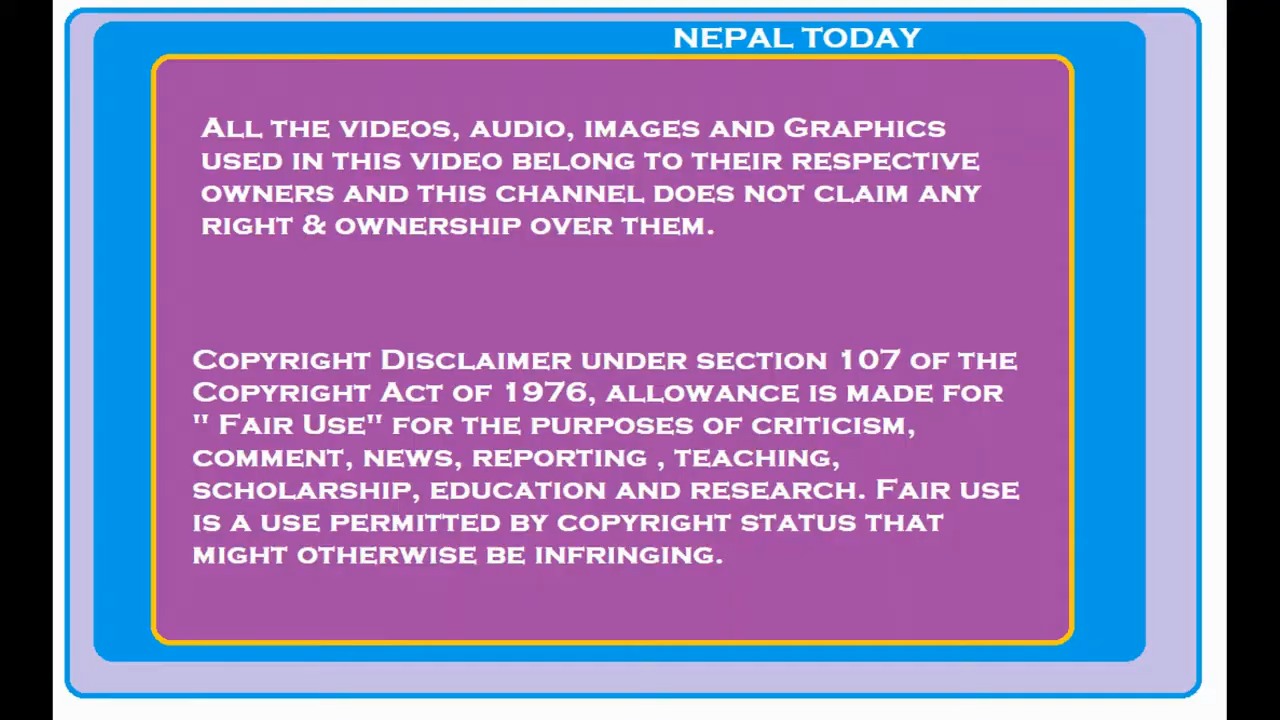 NEPAL TODAY
ALL THE VIDEOS, AUDIO, IMAGES AND GRAPHICS
USED IN THIS VIDEO BELONG TO THEIR RESPECTIVE
OWNERS AND THIS CHANNEL DOES NOT CLAIM ANY
RIGHT & OWNERSHIP OVER THEM.
COPYRIGHT DISCLAIMER UNDER SECTION 107 OF THE
COPYRIGHT ACT OF 1976, ALLOWANCE IS MADE FOR
" FAIR USE" FOR THE PURPOSES OF CRITICISM,
COMMENT, NEWS, REPORTING , TEACHING,
SCHOLARSHIP, EDUCATION AND RESEARCH. FAIR USE
IS A USE PERMITTED BY COPYRIGHT STATUS THAT
MIGHT OTHERWISE BE INFRINGING.